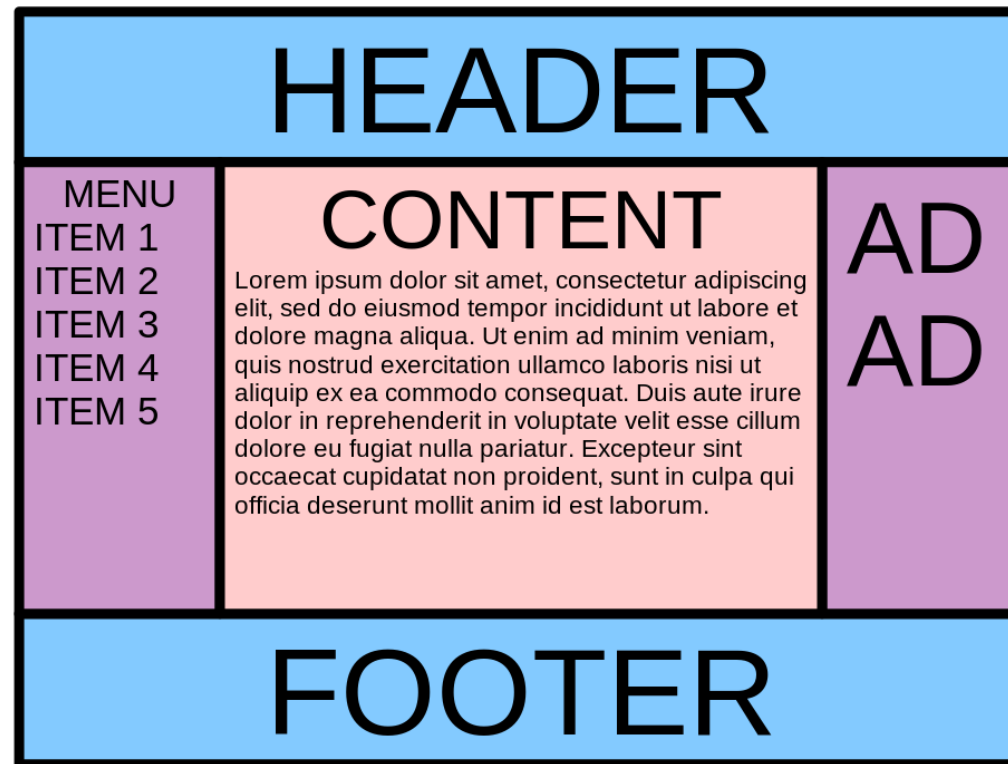 HEADER
MENU
ITEM 1
ITEM 2
ITEM 3
ITEM 4
ITEM 5
CONTENT
Lorem ipsum dolor sit amet, consectetur adipiscing
elit, sed do eiusmod tempor incididunt ut labore et
dolore magna aliqua. Ut enim ad minim veniam,
quis nostrud exercitation ullamco laboris nisi ut
aliquip ex ea commodo consequat. Duis aute irure
dolor in reprehenderit in voluptate velit esse cillum
dolore eu fugiat nulla pariatur. Excepteur sint
occaecat cupidatat non proident, sunt in culpa qui
officia deserunt mollit anim id est laborum.
AD
AD
FOOTER